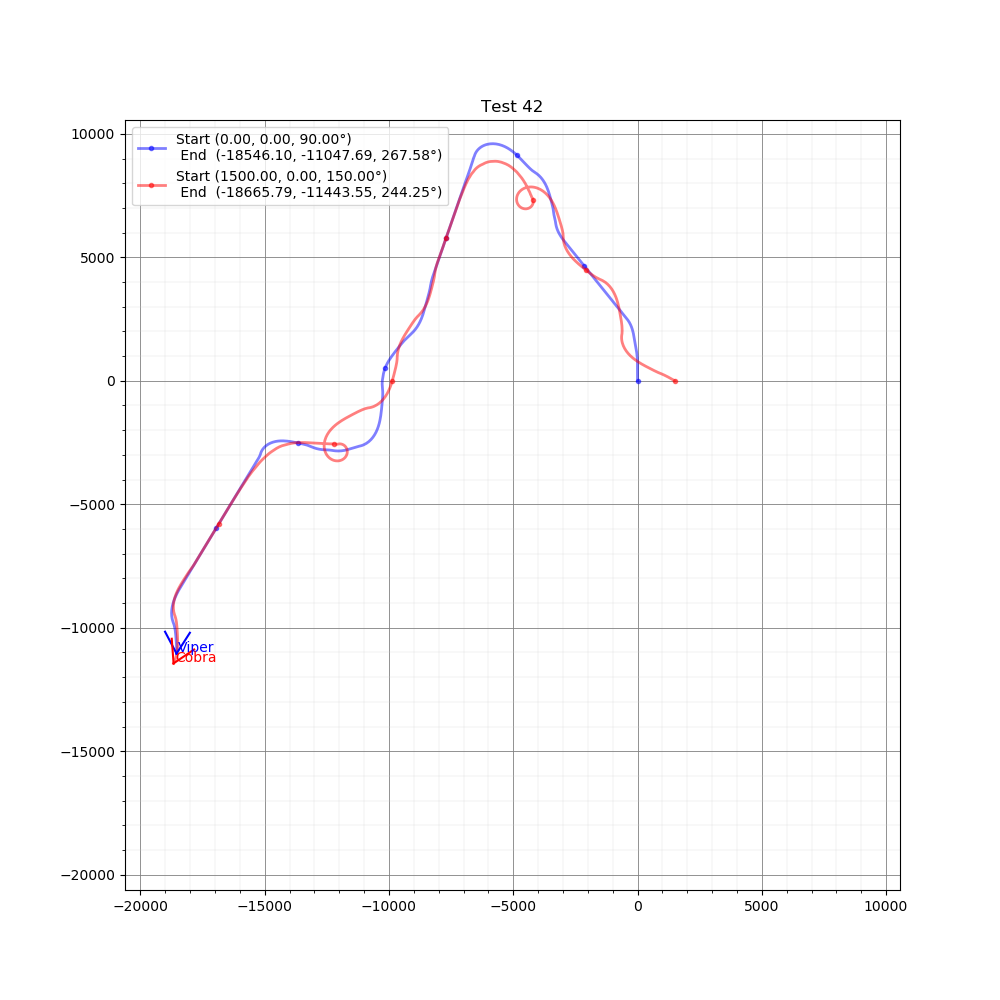 Test 42
Start (0.00, 0.00, 90.00°)
End  (-18546.10, -11047.69, 267.58°)
Start (1500.00, 0.00, 150.00°)
End  (-18665.79, -11443.55, 244.25°)
10000
5000
0
−5000
−10000
−15000
−20000
Viper
Cobra
−20000 −15000 −10000 −5000 0 5000 10000